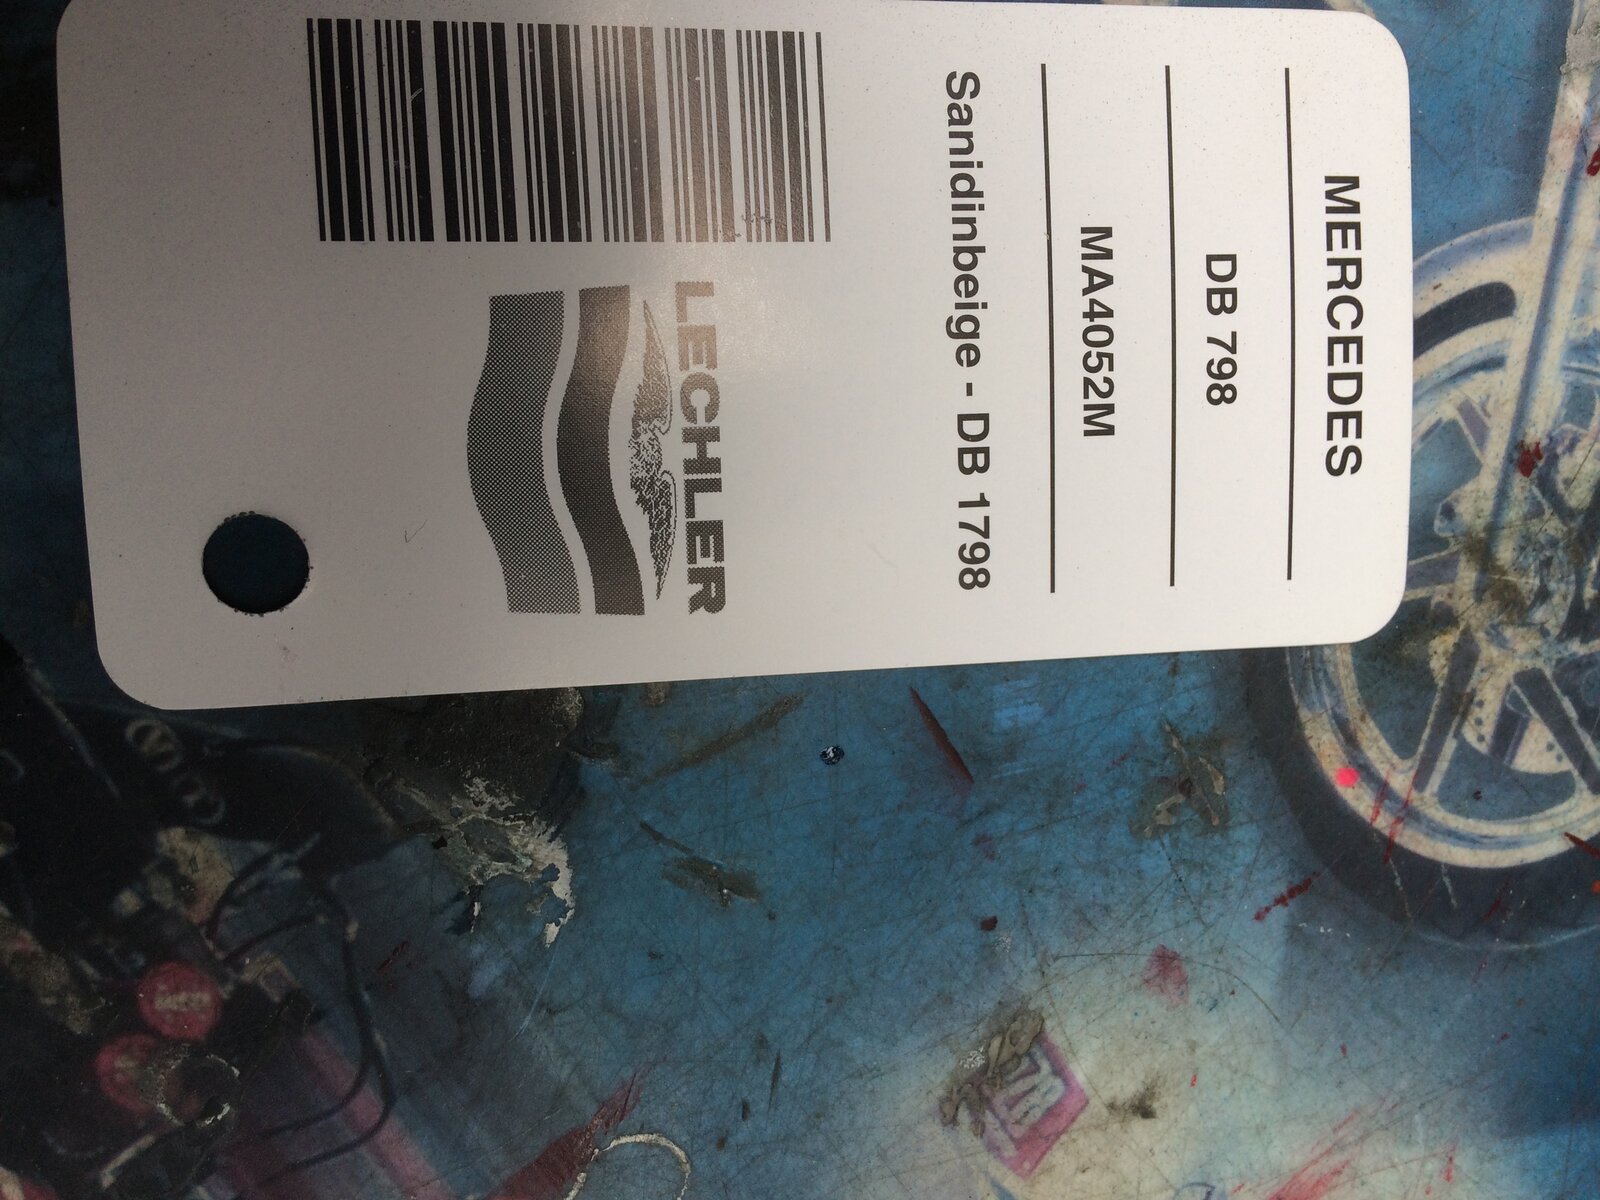 MERCEDES
DB 798
MA4052M
Sanidinbeige - DB 1798
LECHLER